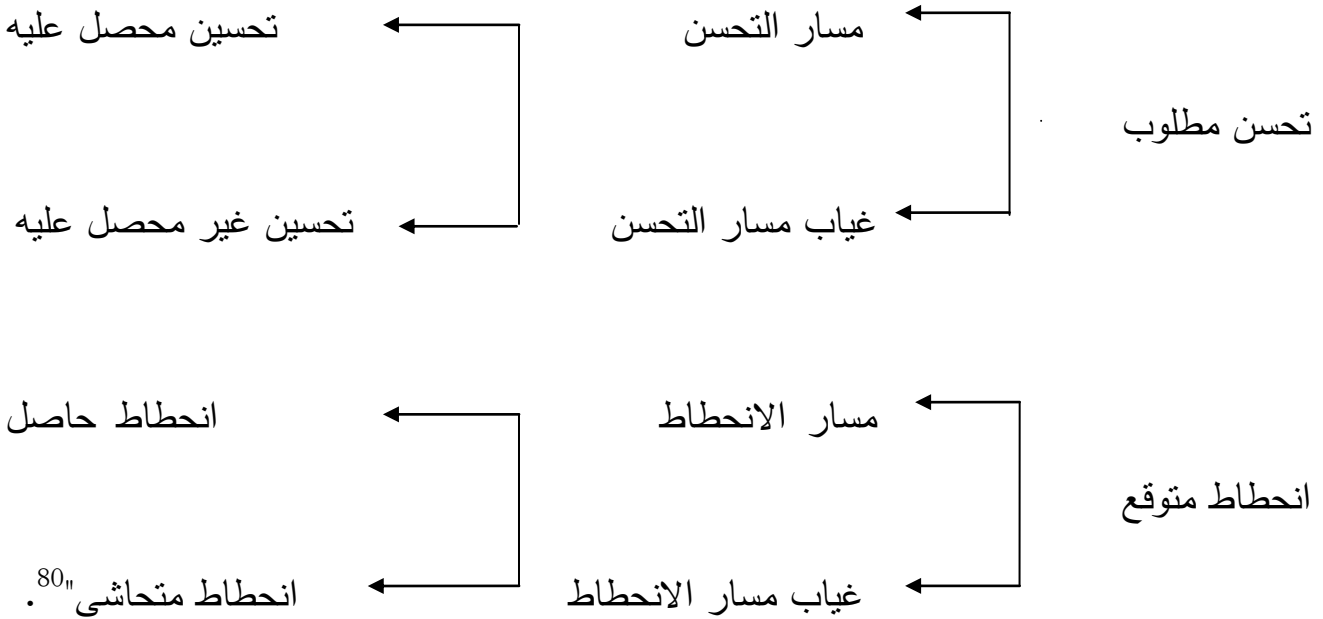 مسار التحسن تحسين محصل عليه
تحسن مطلوب
غياب مسار التحسن تحسين غير محصل عليه
مسار الانحطاط انحطاط حاصل
انحطاط متوقع
غياب مسار الانحطاط انحطاط متحاشى"80.